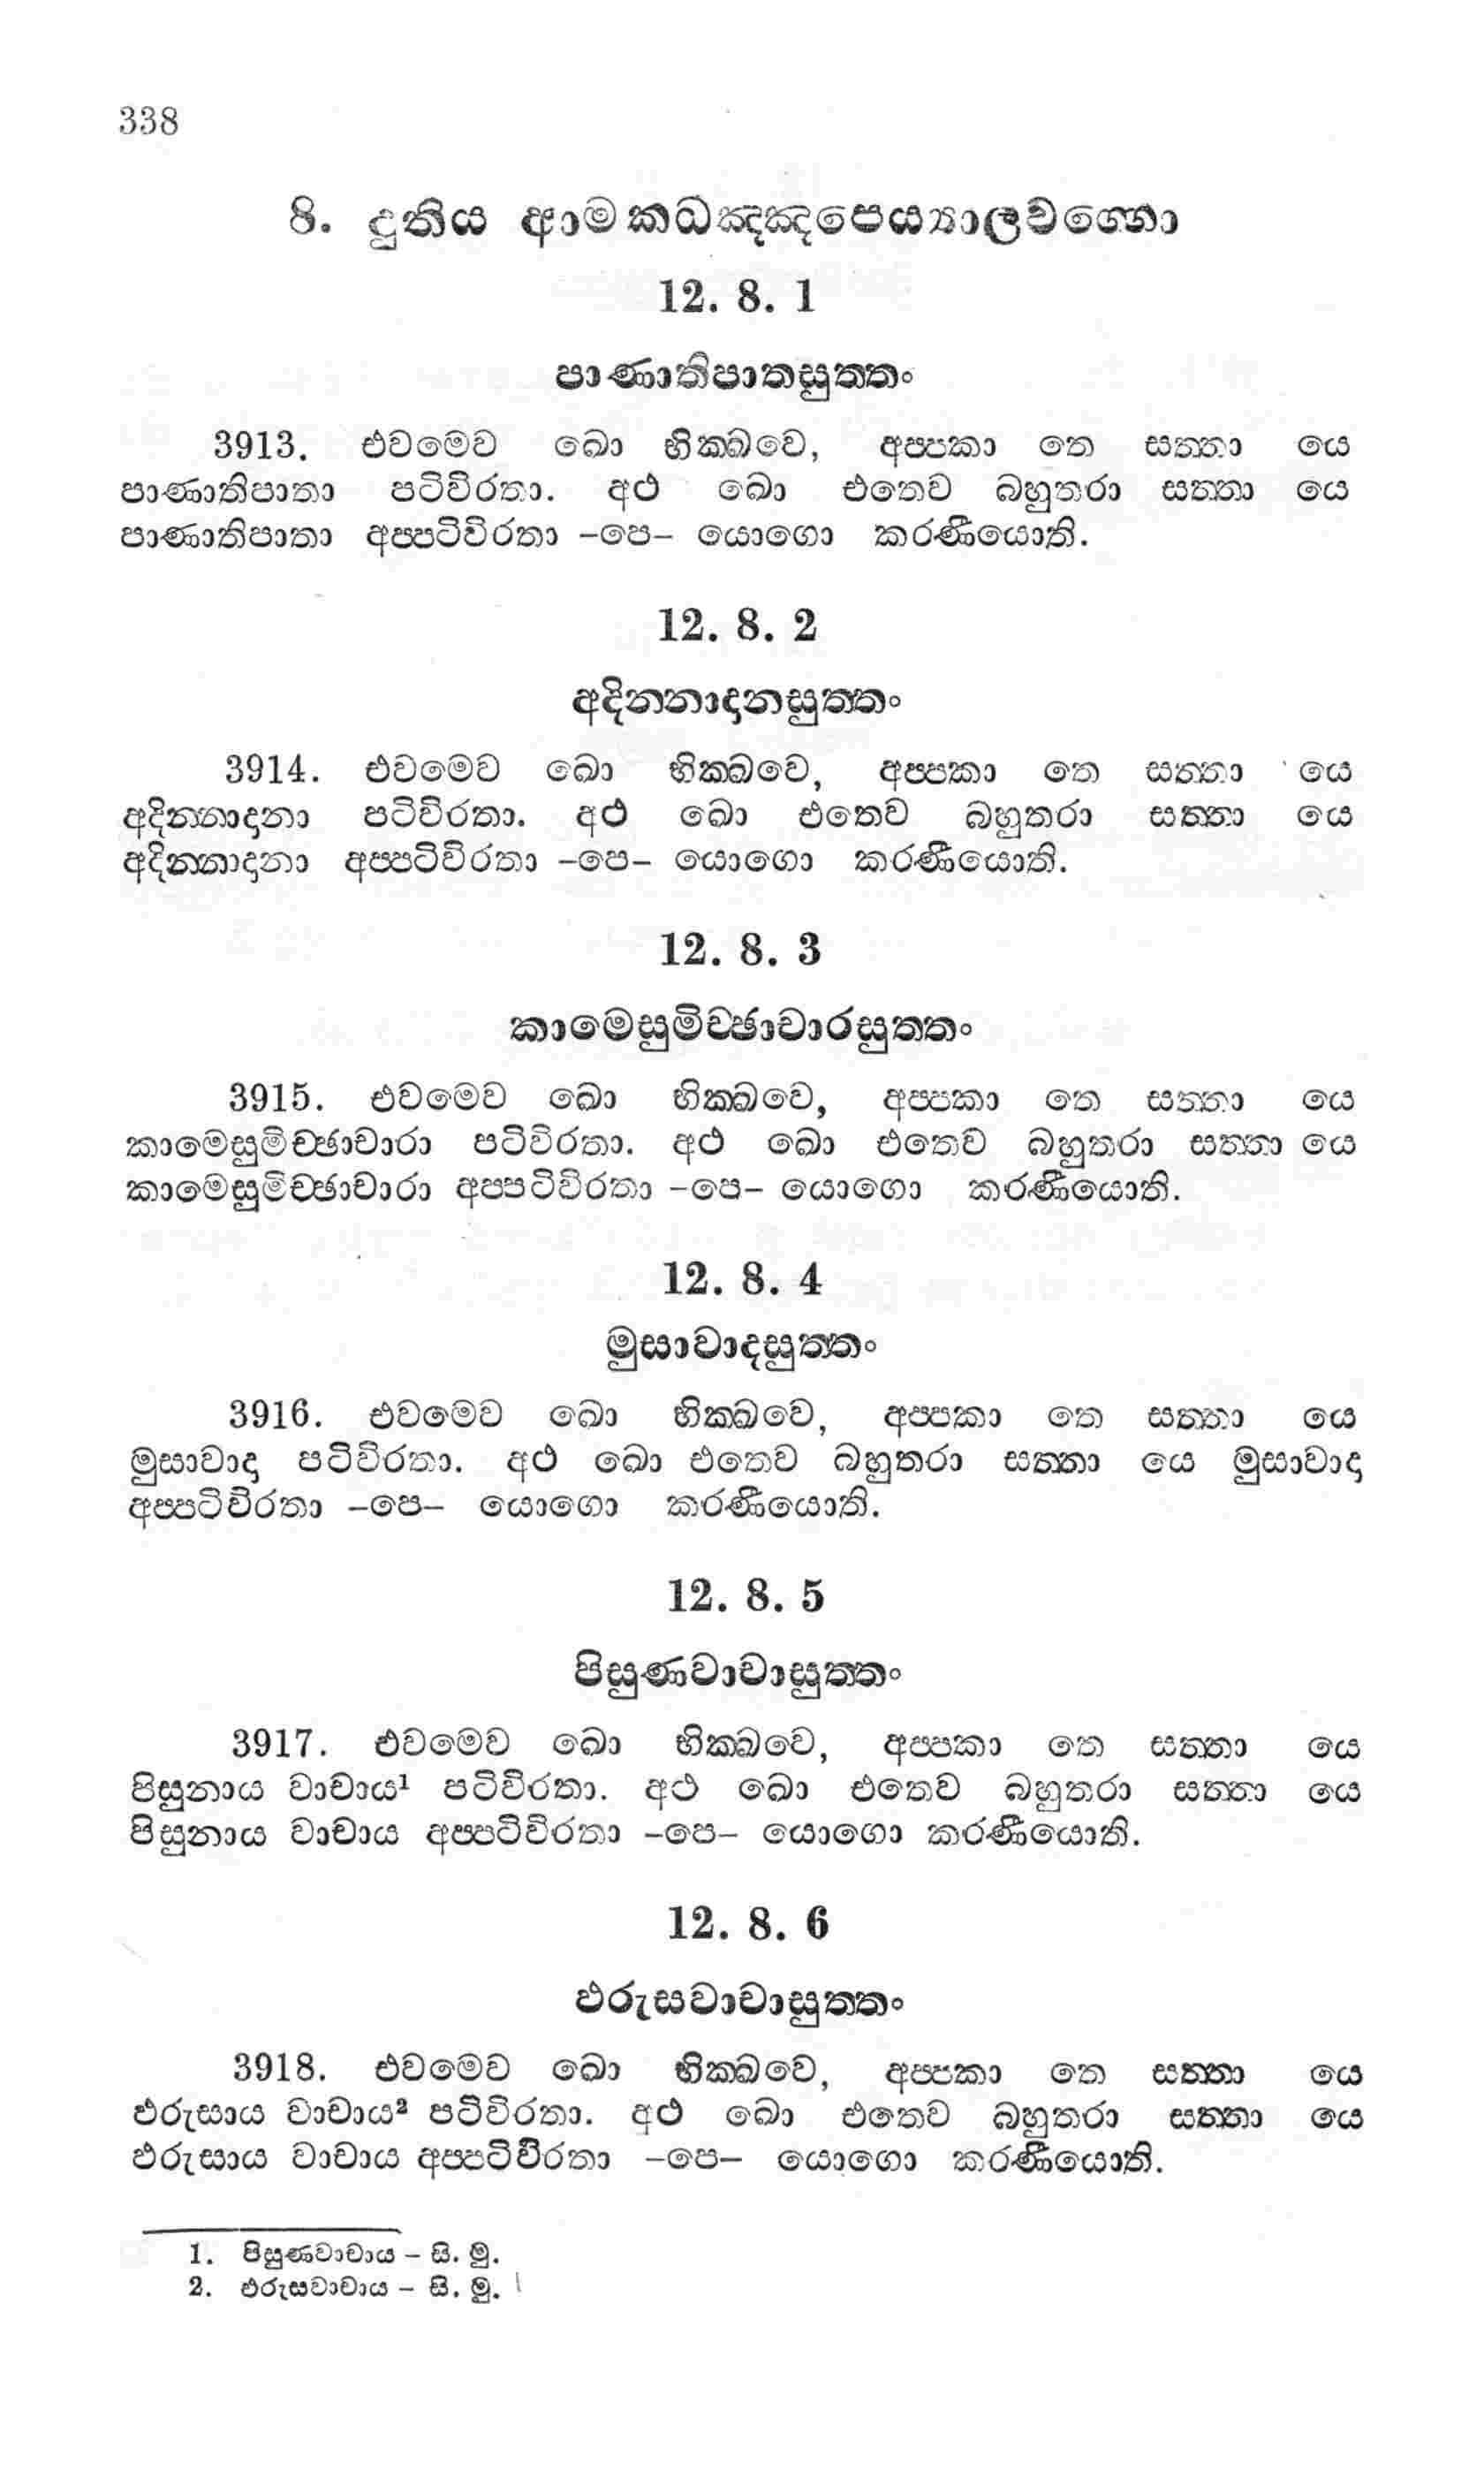 338
8. දුතිය ආමකධඤ්ඤපෙය්‍යාලවග්ගො
12. 8. 1
පාණාතිපාතසුත්තං
3913. එවමෙව ඛො භික්ඛවෙ, අප්පකා තෙ සත්තා යෙ
පාණාතිපාතා පටිවිරතා. අථ ඛො එතෙව බහුතරා සත්තා යෙ
පාණාතිපාතා අප්පටිවිරතා –පෙ– යොගො කරණීයොති.
12. 8. 2
අදින්නාදානසුත්තං
3914. එවමෙව ඛො භික්ඛවෙ, අප්පකා තෙ සත්තා යෙ
අදින්නාදානා පටිවිරතා. අථ ඛො එතෙව බහුතරා සත්තා යෙ
අදින්නාදානා අප්පටිවිරතා –පෙ– යොගො කරණීයොති.
12. 8. 3
කාමෙසුමිච්ඡාචාරසුත්තං
3915. එවමෙව ඛො භික්ඛවෙ, අප්පකා තෙ සත්තා යෙ
කාමෙසුමිච්ඡාචාරා පටිවිරතා. අථ ඛො එතෙව බහුතරා සත්තා යෙ
කාමෙසුමිච්ඡාචාරා අප්පටිවිරතා –පෙ– යොගො කරණීයොති.
12. 8. 4
මුසාවාදසුත්තං
3916. එවමෙව ඛො භික්ඛවෙ, අප්පකා තෙ සත්තා යෙ
මුසාවාදා පටිවිරතා. අථ ඛො එතෙව බහුතරා සත්තා යෙ මුසාවාදා
අප්පටිවිරතා –පෙ– යොගො කරණීයොති.
12. 8. 5
පිසුණවාචාසුත්තං
3917. එවමෙව ඛො භික්ඛවෙ, අප්පකා තෙ සත්තා යෙ
පිසුනාය වාචාය¹ පටිවිරතා. අථ ඛො එතෙව බහුතරා සත්තා යෙ
පිසුනාය වාචාය අප්පටිවිරතා –පෙ– යොගො කරණීයොති.
12. 8. 6
ඵරුසවාචාසුත්තං
3918. එවමෙව ඛො භික්ඛවෙ, අප්පකා තෙ සත්තා යෙ
ඵරුසාය වාචාය² පටිවිරතා. අථ ඛො එතෙව බහුතරා සත්තා යෙ
ඵරුසාය වාචාය අප්පටිවිරතා –පෙ– යොගො කරණීයොති.
1. පිසුණවාචාය – සි. මු.
2. ඵරුසවාචාය – සි. මු.